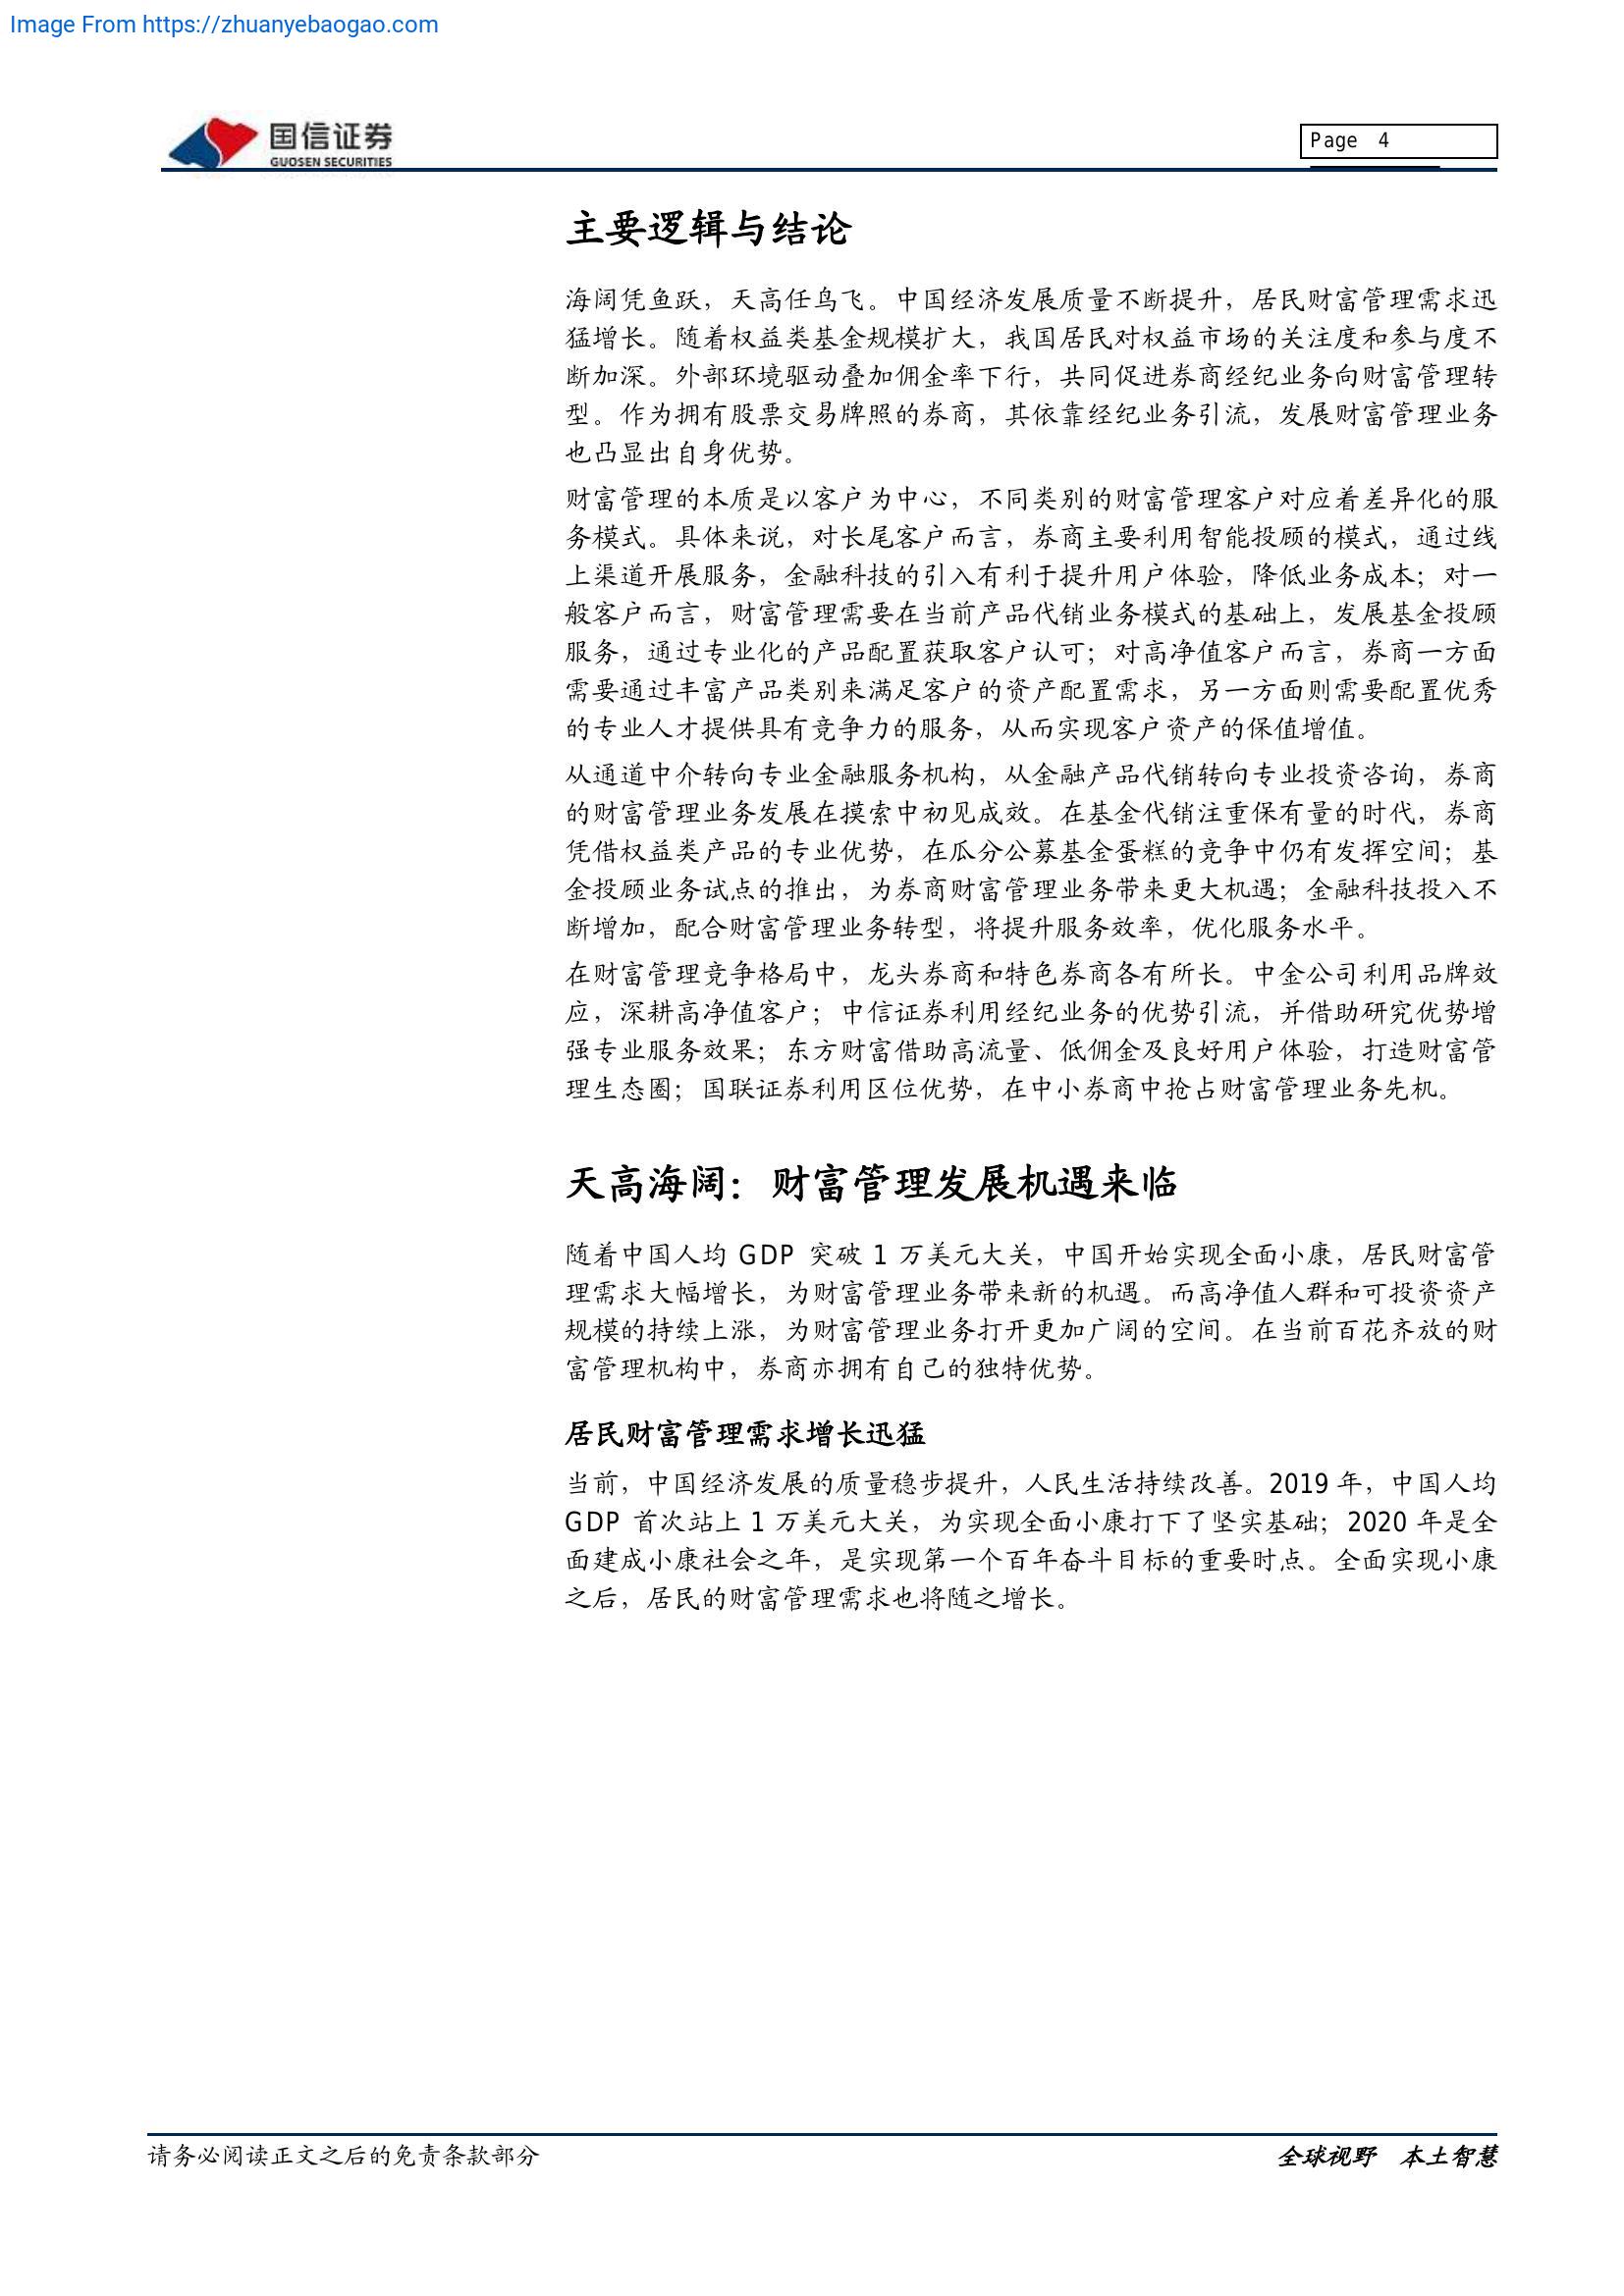 Image From https://zhuanyebaogao.com
国信证券
GUOSEN SECURITIES
Page 4
主要逻辑与结论
海阔凭鱼跃，天高任鸟飞。中国经济发展质量不断提升，居民财富管理需求迅
猛增长。随着权益类基金规模扩大，我国居民对权益市场的关注度和参与度不
断加深。外部环境驱动叠加佣金率下行，共同促进券商经纪业务向财富管理转
型。作为拥有股票交易牌照的券商，其依靠经纪业务引流，发展财富管理业务
也凸显出自身优势。
财富管理的本质是以客户为中心，不同类别的财富管理客户对应着差异化的服
务模式。具体来说，对长尾客户而言，券商主要利用智能投顾的模式，通过线
上渠道开展服务，金融科技的引入有利于提升用户体验，降低业务成本；对一
般客户而言，财富管理需要在当前产品代销业务模式的基础上，发展基金投顾
服务，通过专业化的产品配置获取客户认可；对高净值客户而言，券商一方面
需要通过丰富产品类别来满足客户的资产配置需求，另一方面则需要配置优秀
的专业人才提供具有竞争力的服务，从而实现客户资产的保值增值。
从通道中介转向专业金融服务机构，从金融产品代销转向专业投资咨询，券商
的财富管理业务发展在摸索中初见成效。在基金代销注重保有量的时代，券商
凭借权益类产品的专业优势，在瓜分公募基金蛋糕的竞争中仍有发挥空间；基
金投顾业务试点的推出，为券商财富管理业务带来更大机遇；金融科技投入不
断增加，配合财富管理业务转型，将提升服务效率，优化服务水平。
在财富管理竞争格局中，龙头券商和特色券商各有所长。中金公司利用品牌效
应，深耕高净值客户；中信证券利用经纪业务的优势引流，并借助研究优势增
强专业服务效果；东方财富借助高流量、低佣金及良好用户体验，打造财富管
理生态圈；国联证券利用区位优势，在中小券商中抢占财富管理业务先机。
天高海阔：财富管理发展机遇来临
随着中国人均 GDP 突破 1 万美元大关，中国开始实现全面小康，居民财富管
理需求大幅增长，为财富管理业务带来新的机遇。而高净值人群和可投资资产
规模的持续上涨，为财富管理业务打开更加广阔的空间。在当前百花齐放的财
富管理机构中，券商亦拥有自己的独特优势。
居民财富管理需求增长迅猛
当前，中国经济发展的质量稳步提升，人民生活持续改善。2019 年，中国人均
GDP 首次站上 1 万美元大关，为实现全面小康打下了坚实基础；2020 年是全
面建成小康社会之年，是实现第一个百年奋斗目标的重要时点。全面实现小康
之后，居民的财富管理需求也将随之增长。
请务必阅读正文之后的免责条款部分
全球视野 本土智慧